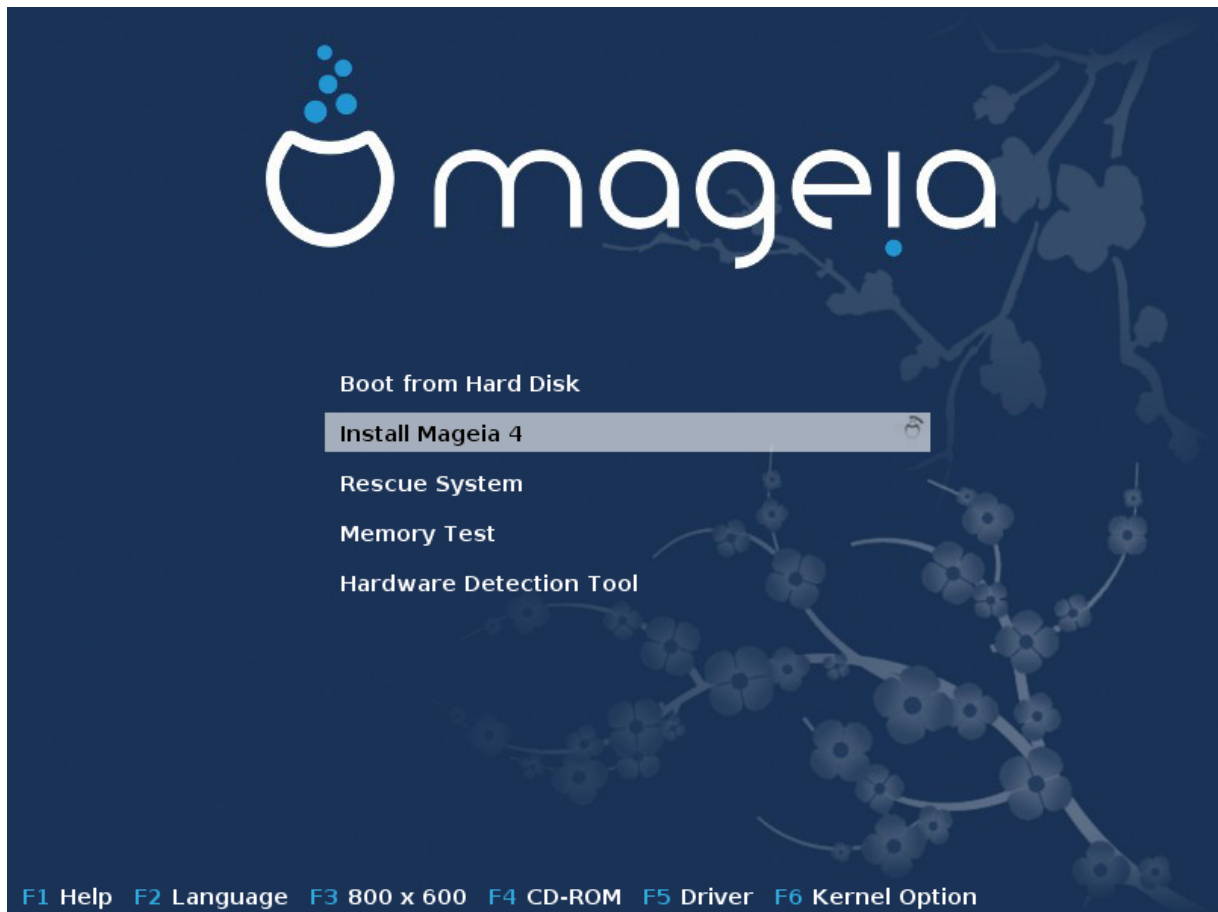 mageia
Boot from Hard Disk
Install Mageia 4
Rescue System
Memory Test
Hardware Detection Tool
F1 Help F2 Language F3 800 x 600 F4 CD-ROM F5 Driver F6 Kernel Option